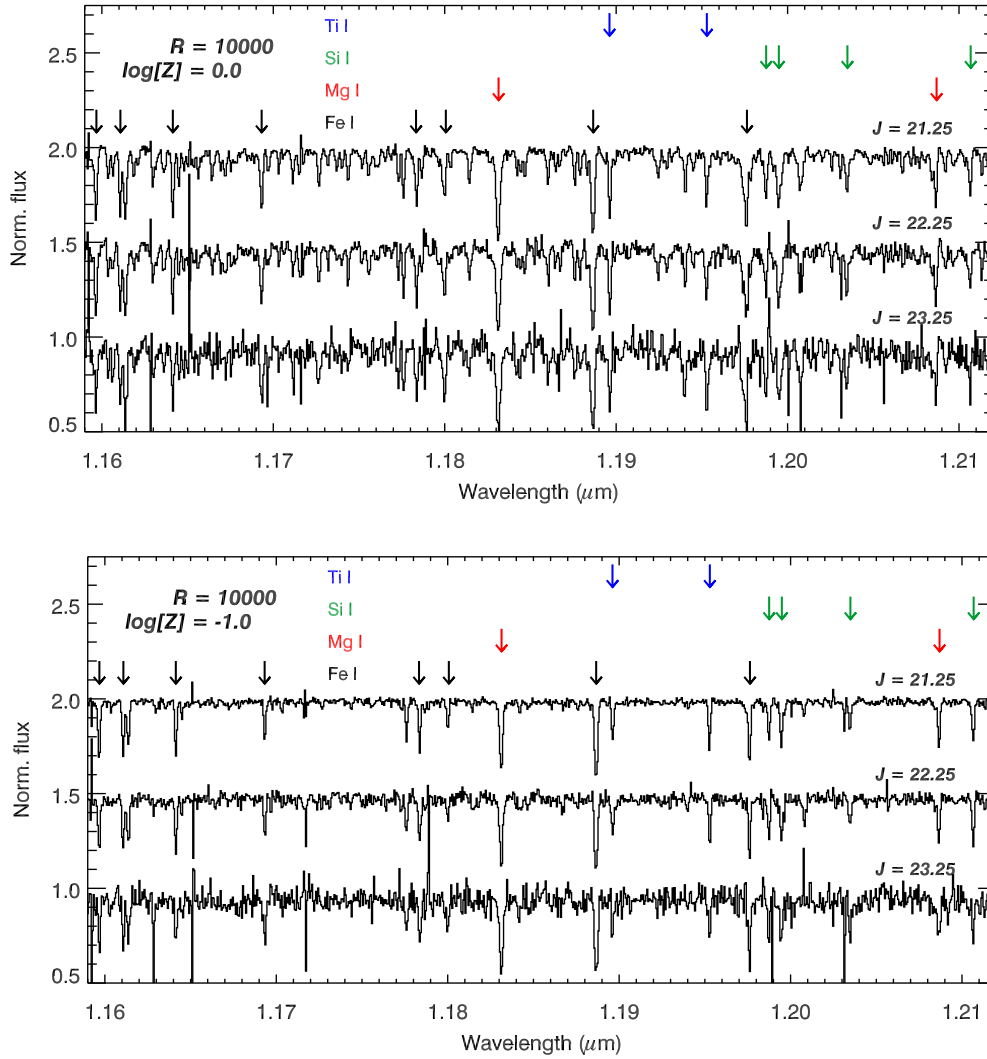 Ti I
R = 10000
2.5
Si I
log[Z] = 0.0
Mg I
Fe I
J = 21.25
2.0
J = 22.25
1.5
J = 23.25
1.0
0.5
Norm. flux
1.16 1.17 1.18 1.19 1.20 1.21
Wavelength (μm)
Ti I
R = 10000
2.5
Si I
log[Z] = -1.0
Mg I
Fe I
J = 21.25
2.0
J = 22.25
1.5
J = 23.25
1.0
0.5
Norm. flux
1.16 1.17 1.18 1.19 1.20 1.21
Wavelength (μm)